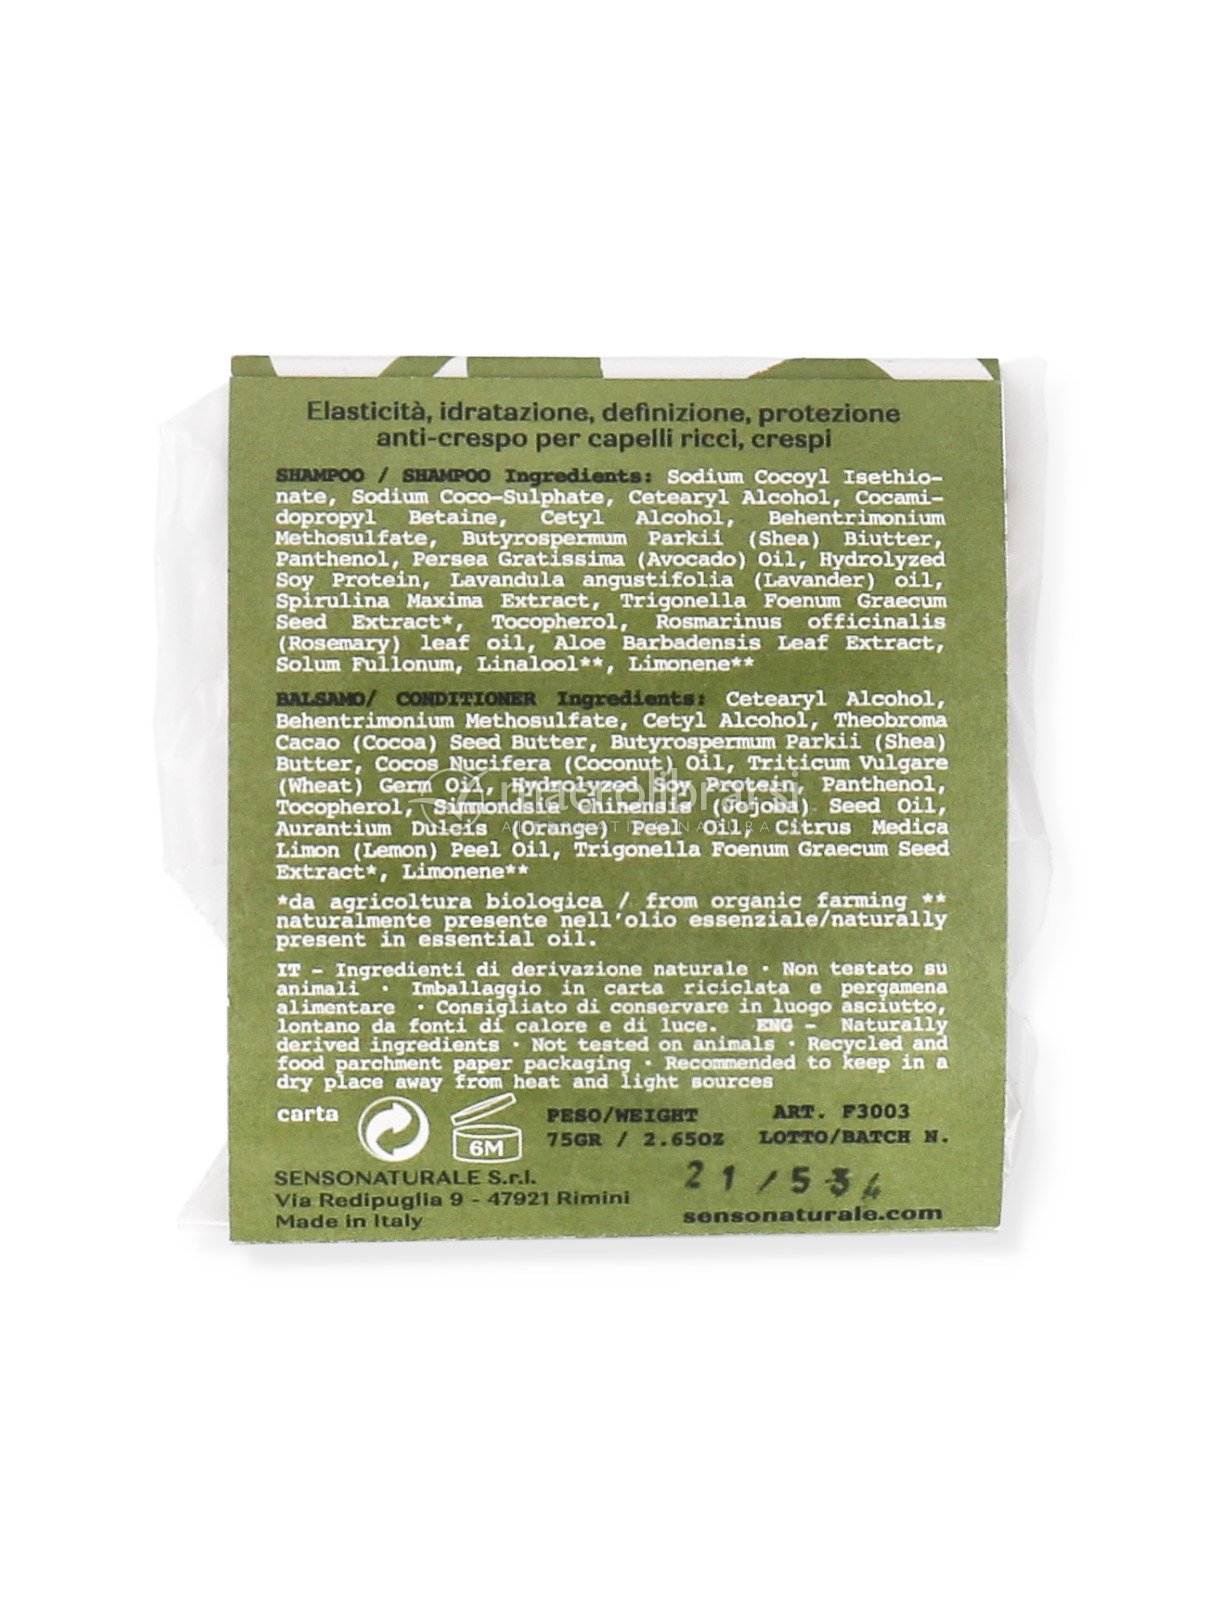 Elasticità, idratazione, definizione, protezione
anti-crespo per capelli ricci, crespi
SHAMPOO / SHAMPOO Ingredients: Sodium Cocoyl Isethio-
nate, Sodium Coco-Sulphate, Cetearyl Alcohol, Cocami-
dopropyl Betaine, Cetyl Alcohol, Behentrimonium
Methosulfate, Butyrospermum Parkii (Shea) Biutter,
Panthenol, Persea Gratissima (Avocado) Oil, Hydrolyzed
Soy Protein, Lavandula angustifolia (Lavander) oil,
Spirulina Maxima Extract, Trigonella Foenum Graecum
Seed Extract*, Tocopherol, Rosmarinus officinalis
(Rosemary) leaf oil, Aloe Barbadensis Leaf Extract,
Solum Fullonum, Linalool**, Limonene**
BALSAMO/ CONDITIONER Ingredients: Cetearyl Alcohol,
Behentrimonium Methosulfate, Cetyl Alcohol, Theobroma
Cacao (Cocoa) Seed Butter, Butyrospermum Parkii (Shea)
Butter, Cocos Nucifera (Coconut) Oil, Triticum Vulgare
(Wheat) Germ Oil, Hydrolyzed Soy Protein, Panthenol,
Tocopherol, Simmondsia Chinensis (Jojoba) Seed Oil,
Aurantium Dulcis (Orange) Peel Oil, Citrus Medica
Limon (Lemon) Peel Oil, Trigonella Foenum Graecum Seed
Extract*, Limonene**
macrolibrarsi
ALTERNATIVA NATURALE
*da agricoltura biologica / from organic farming **
naturalmente presente nell'olio essenziale/naturally
present in essential oil.
IT - Ingredienti di derivazione naturale · Non testato su
animali · Imballaggio in carta riciclata e pergamena
alimentare · Consigliato di conservare in luogo asciutto,
lontano da fonti di calore e di luce. ENG - Naturally
derived ingredients · Not tested on animals · Recycled and
food parchment paper packaging · Recommended to keep in a
dry place away from heat and light sources
carta
6M
PESO/WEIGHT
75GR / 2.65OZ
ART. F3003
LOTTO/BATCH N.
21/534
SENSONATURALE S.r.l.
Via Redipuglia 9 - 47921 Rimini
Made in Italy
sensonaturale.com